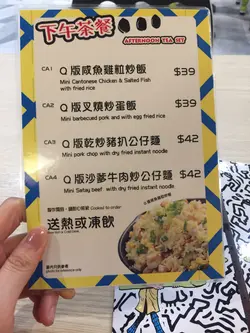 下午茶餐
AFTERNOON TEA SET
CA1 Q版咸魚雞粒炒飯 $39
Mini Cantonese Chicken & Salted Fish
with fried rice
CA2 Q版叉燒炒蛋飯 $39
Mini barbecued pork and with egg fried rice
CA3 Q版乾炒豬扒公仔麵 $42
Mini pork chop with dry fried instant noodle
CA4 Q版沙爹牛肉炒公仔麵 $42
Mini Satay beef with dry fried instant noodle
Cooked to order
送熱或凍飲